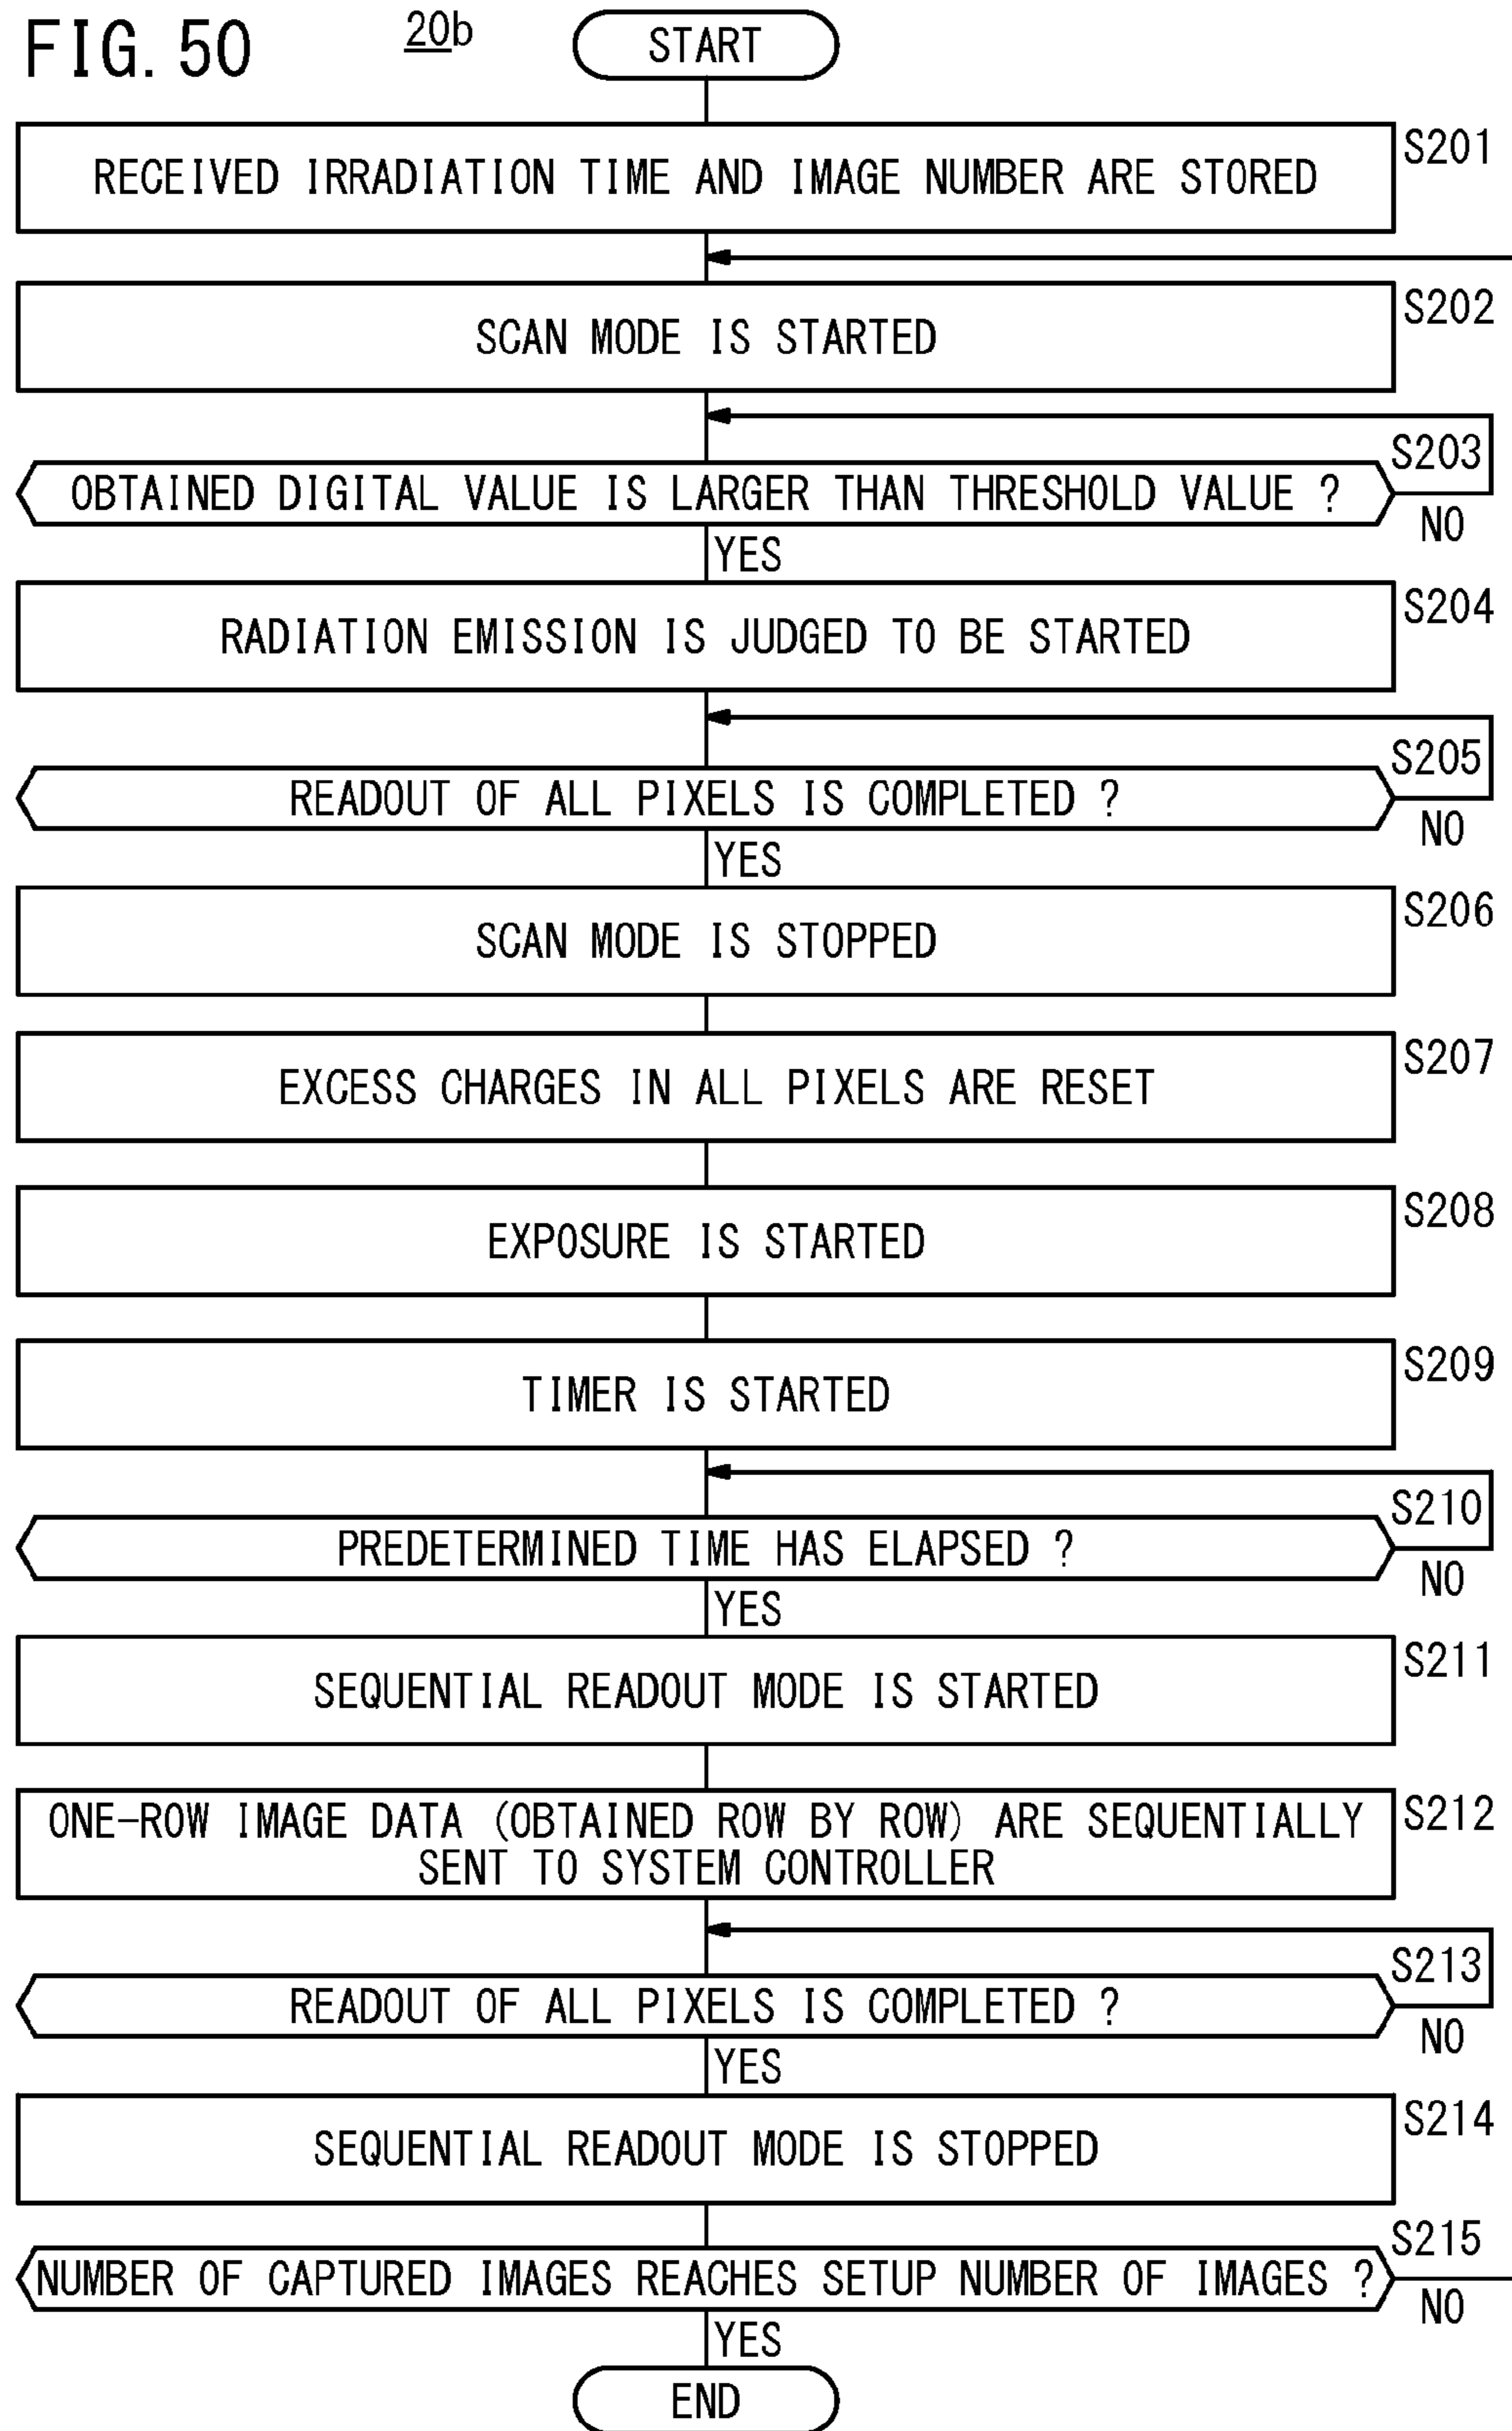 FIG. 50
20b
START
RECEIVED IRRADIATION TIME AND IMAGE NUMBER ARE STORED
S201
SCAN MODE IS STARTED
S202
OBTAINED DIGITAL VALUE IS LARGER THAN THRESHOLD VALUE ?
S203
NO
YES
RADIATION EMISSION IS JUDGED TO BE STARTED
S204
READOUT OF ALL PIXELS IS COMPLETED ?
S205
NO
YES
SCAN MODE IS STOPPED
S206
EXCESS CHARGES IN ALL PIXELS ARE RESET
S207
EXPOSURE IS STARTED
S208
TIMER IS STARTED
S209
PREDETERMINED TIME HAS ELAPSED ?
S210
NO
YES
SEQUENTIAL READOUT MODE IS STARTED
S211
ONE-ROW IMAGE DATA (OBTAINED ROW BY ROW) ARE SEQUENTIALLY
SENT TO SYSTEM CONTROLLER
S212
READOUT OF ALL PIXELS IS COMPLETED ?
S213
NO
YES
SEQUENTIAL READOUT MODE IS STOPPED
S214
NUMBER OF CAPTURED IMAGES REACHES SETUP NUMBER OF IMAGES ?
S215
NO
YES
END